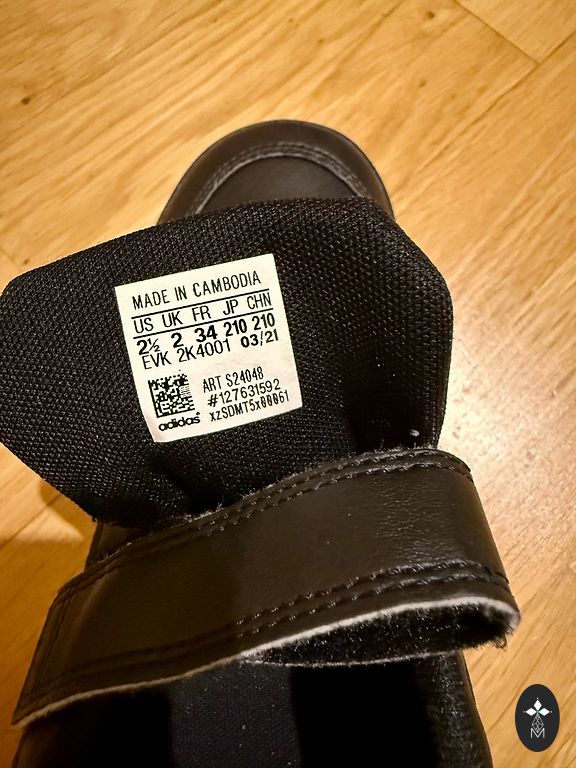 MADE IN CAMBODIA
US UK FR JP CHN
2½ 2 34 210 210
EVK 2K4001 03/21
ART S24048
#127631592
adidas xzSDMT5x00061
M